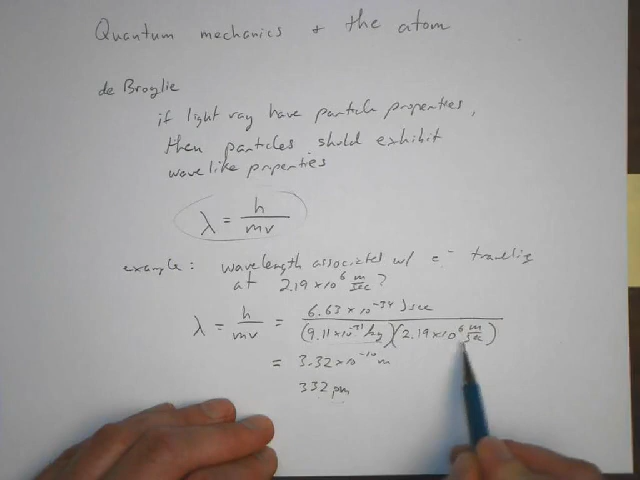 Quantum mechanics + the atom
de Broglie
if light ray have particle properties,
then particles should exhibit
wave like properties
λ = h/mv
example: wavelength associated w/ e⁻ traveling
at 2.19 × 10⁶ m/sec ?
λ = h/mv = 6.63 × 10⁻³⁴ J sec / (9.11 × 10⁻³¹ kg)(2.19 × 10⁶ m/sec)
= 3.32 × 10⁻¹⁰ m
332 pm